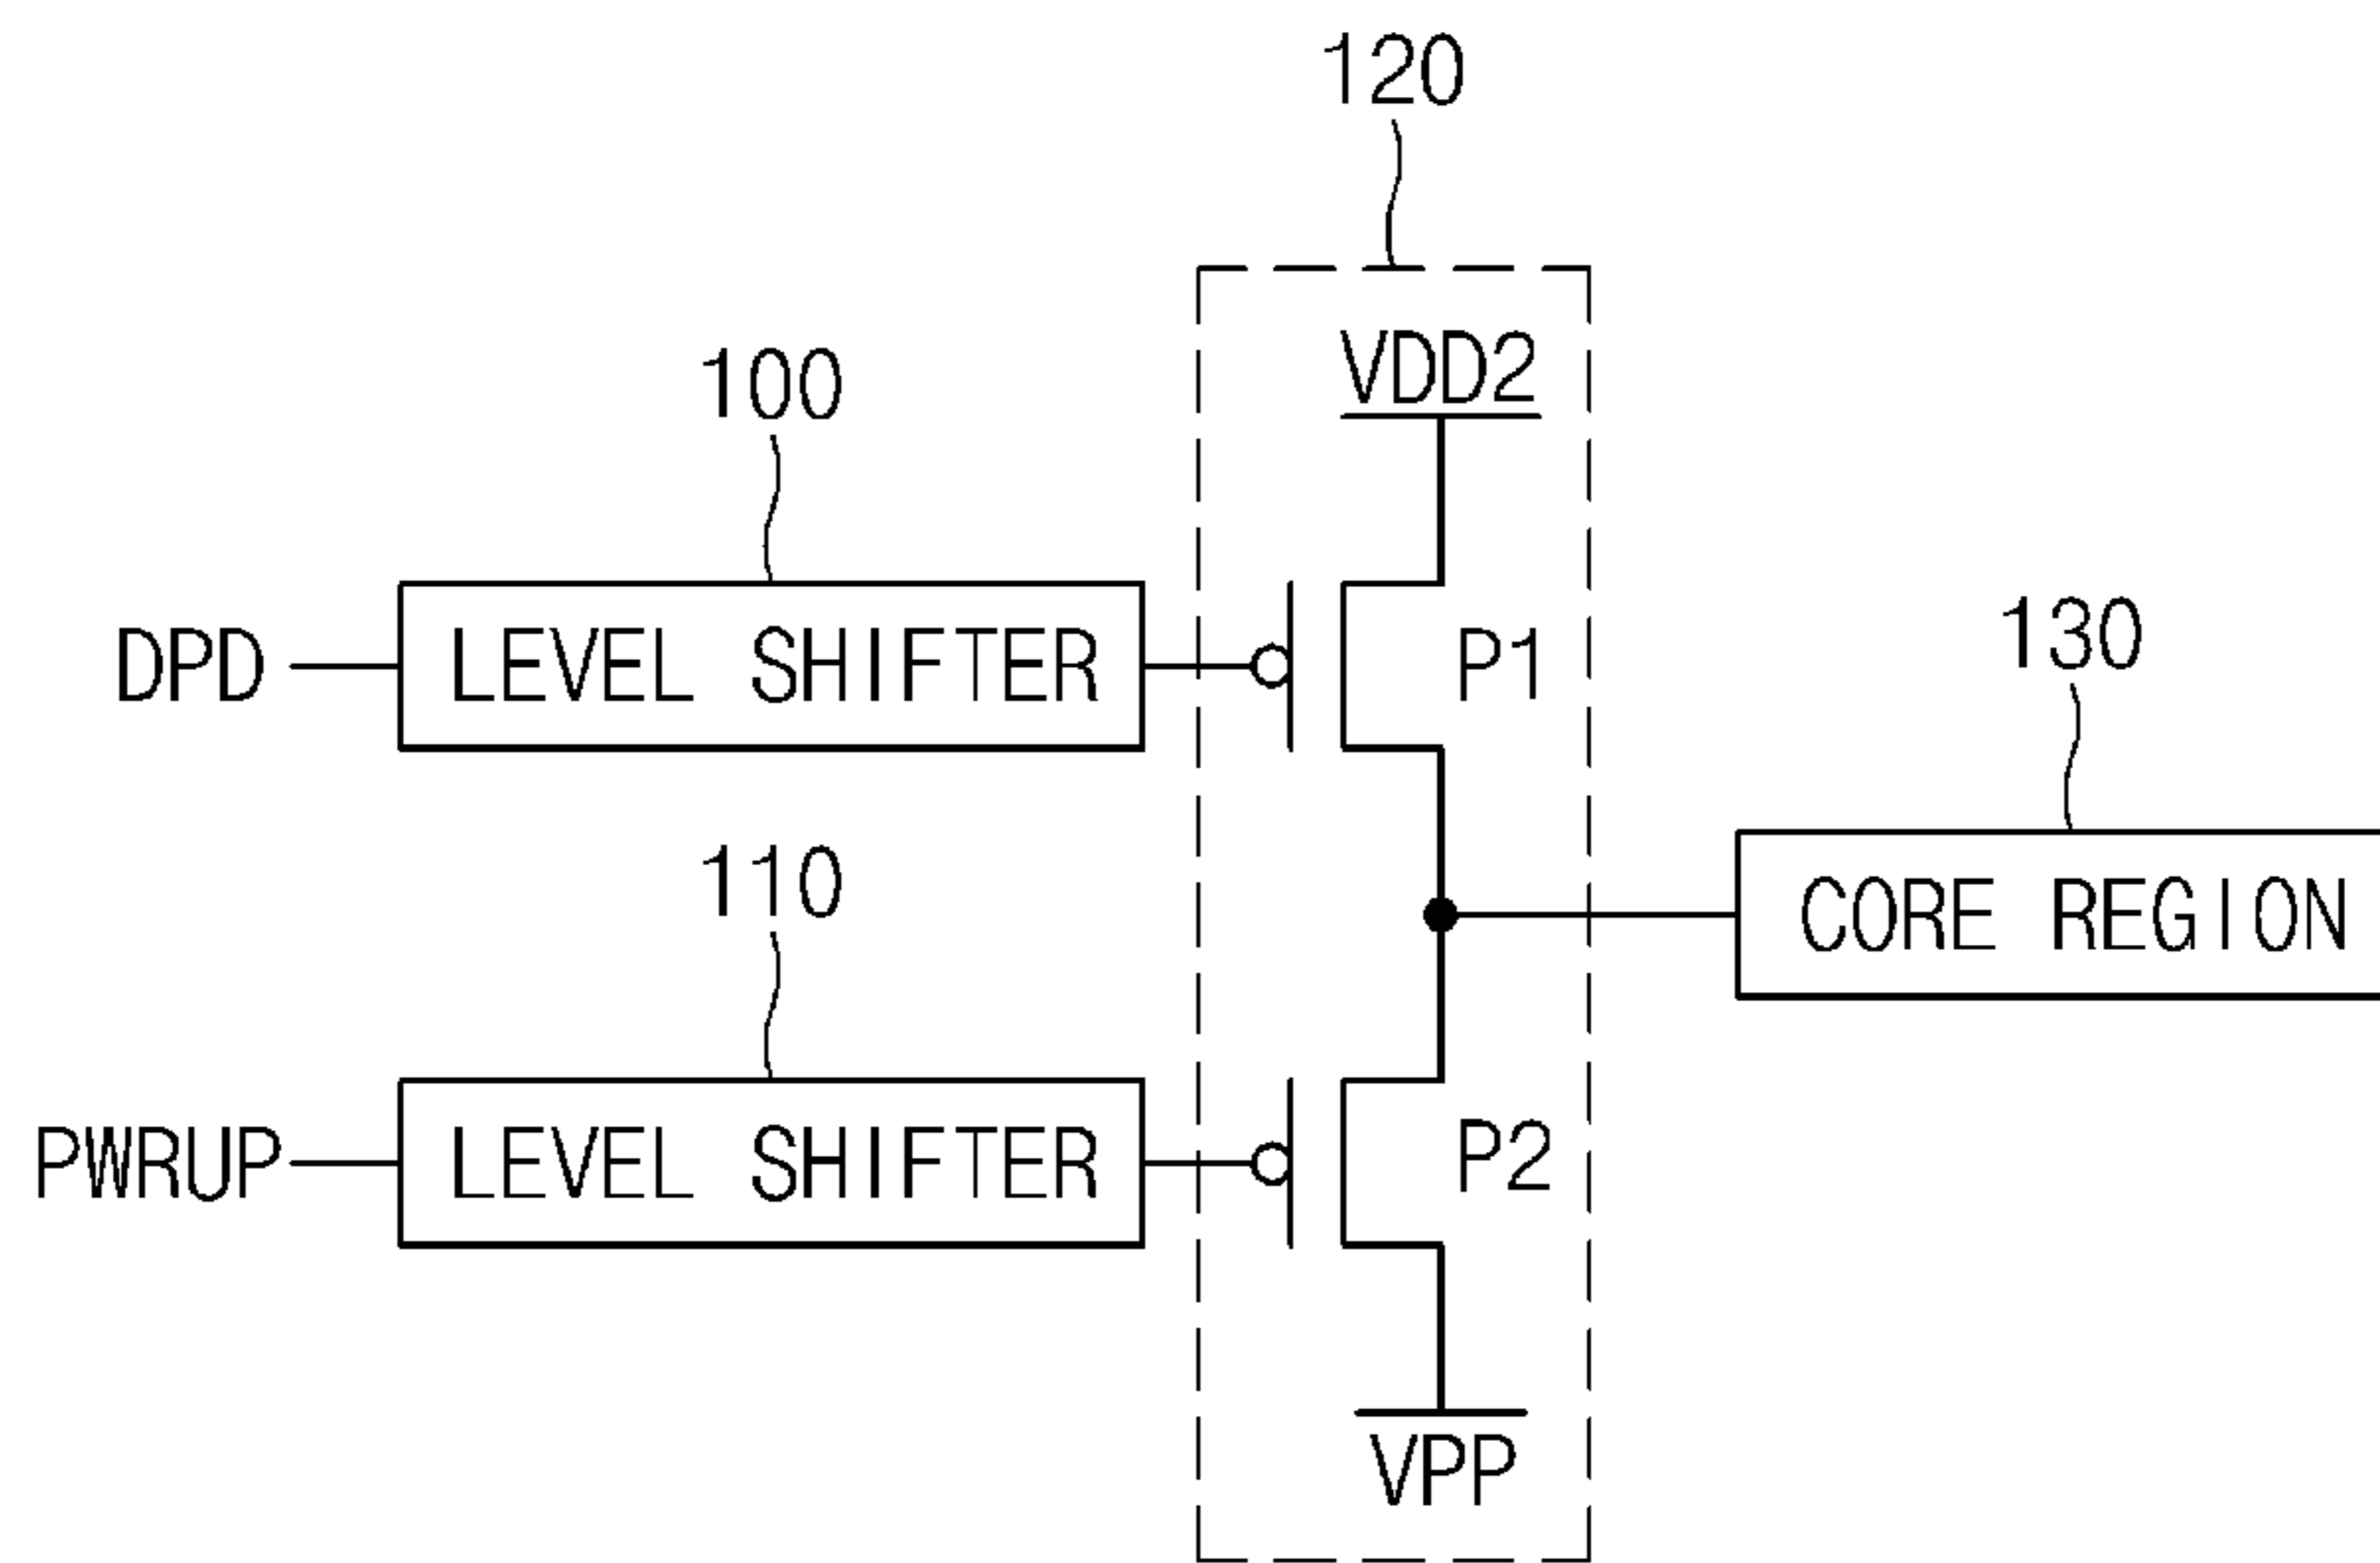 120
VDD2
100
DPD
LEVEL SHIFTER
P1
130
CORE REGION
110
PWRUP
LEVEL SHIFTER
P2
VPP